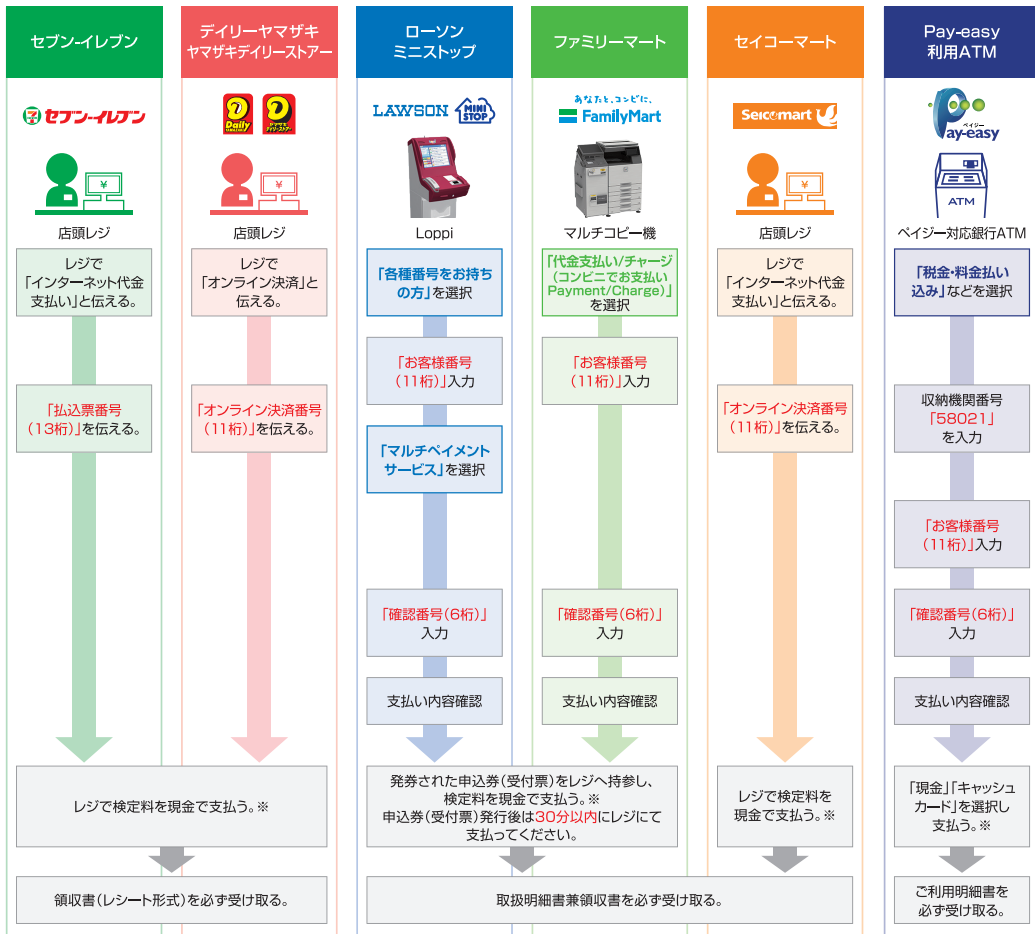 セブン-イレブン
セブン-イレブン
¥
店頭レジ
レジで
「インターネット代金
支払い」と伝える。
「払込票番号
(13桁)」を伝える。
デイリーヤマザキ
ヤマザキデイリーストアー
Daily
YAMAZAKI
ヤマザキ
デイリーストアー
¥
店頭レジ
レジで
「オンライン決済」と
伝える。
「オンライン決済番号
(11桁)」を伝える。
レジで検定料を現金で支払う。※
領収書(レシート形式)を必ず受け取る。
ローソン
ミニストップ
LAWSON
MINI
STOP
Loppi
「各種番号をお持ち
の方」を選択
「お客様番号
(11桁)」入力
「マルチペイメント
サービス」を選択
「確認番号(6桁)」
入力
支払い内容確認
ファミリーマート
あなたと、コンビに、
FamilyMart
マルチコピー機
「代金支払い/チャージ
(コンビニでお支払い
Payment/Charge)」
を選択
「お客様番号
(11桁)」入力
「確認番号(6桁)」
入力
支払い内容確認
発券された申込券(受付票)をレジへ持参し、
検定料を現金で支払う。※
申込券(受付票)発行後は30分以内にレジにて
支払ってください。
セイコーマート
Seicomart
¥
店頭レジ
レジで
「インターネット代金
支払い」と伝える。
「オンライン決済番号
(11桁)」を伝える。
レジで検定料を
現金で支払う。※
取扱明細書兼領収書を必ず受け取る。
Pay-easy
利用ATM
ペイジー
Pay-easy
ATM
ペイジー対応銀行ATM
「税金・料金払い
込み」などを選択
収納機関番号
「58021」
を入力
「お客様番号
(11桁)」入力
「確認番号(6桁)」
入力
支払い内容確認
「現金」「キャッシュ
カード」を選択し
支払う。※
ご利用明細書を
必ず受け取る。